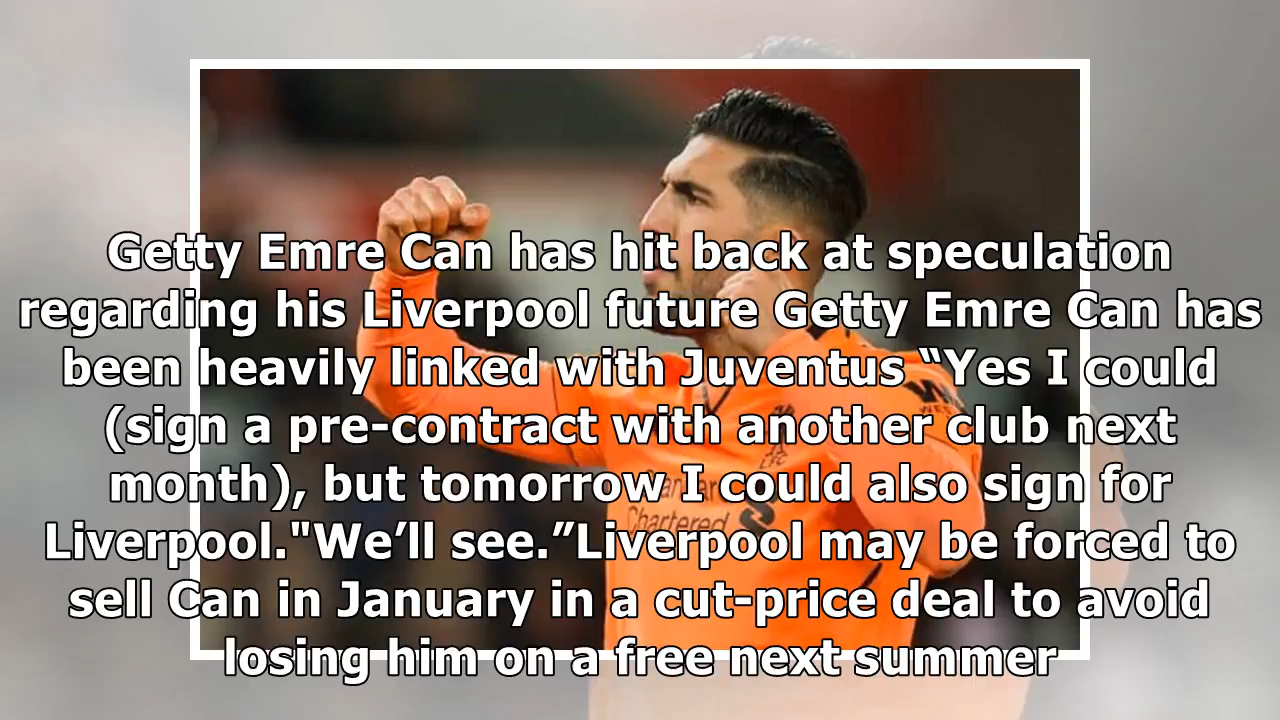 Getty Emre Can has hit back at speculation
regarding his Liverpool future Getty Emre Can has
been heavily linked with Juventus “Yes I could
(sign a pre-contract with another club next
month), but tomorrow I could also sign for
Liverpool."We’ll see.”Liverpool may be forced to
sell Can in January in a cut-price deal to avoid
losing him on a free next summer
Chartered